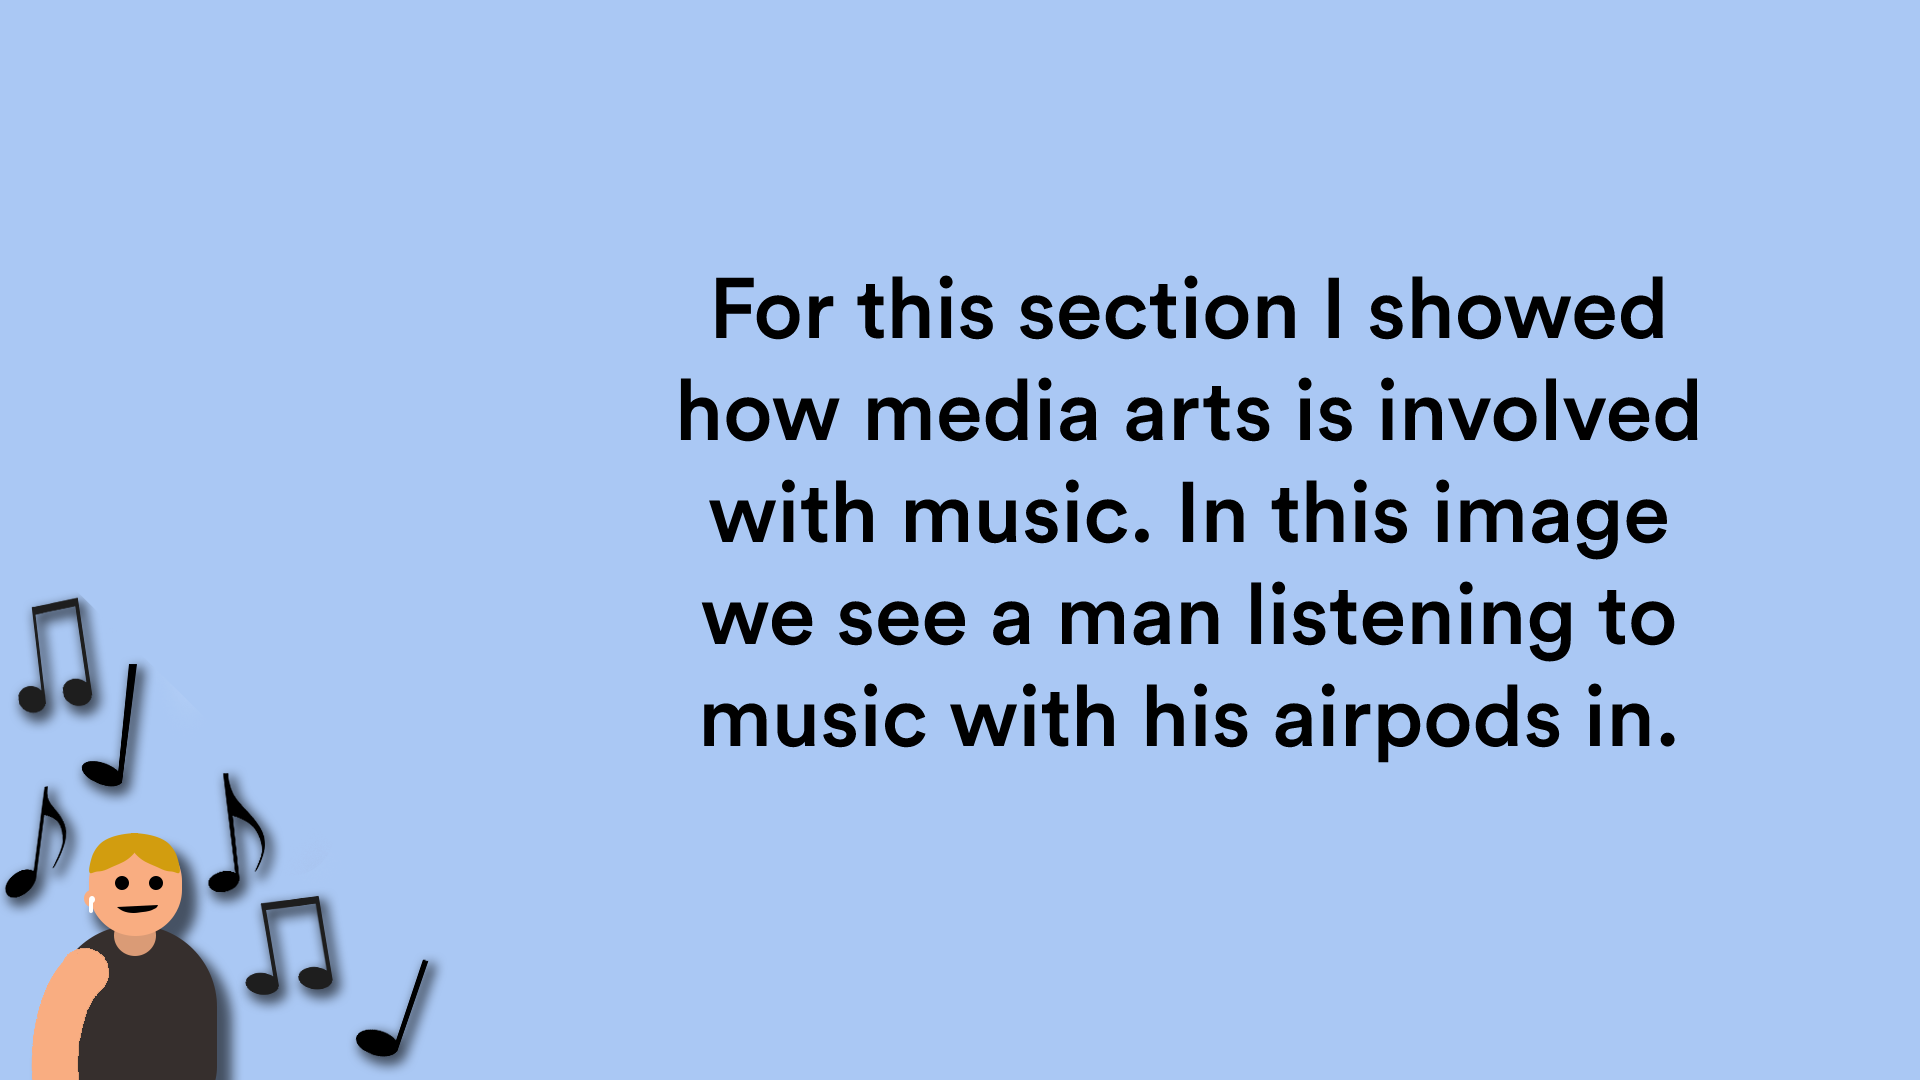 For this section I showed
how media arts is involved
with music. In this image
we see a man listening to
music with his airpods in.